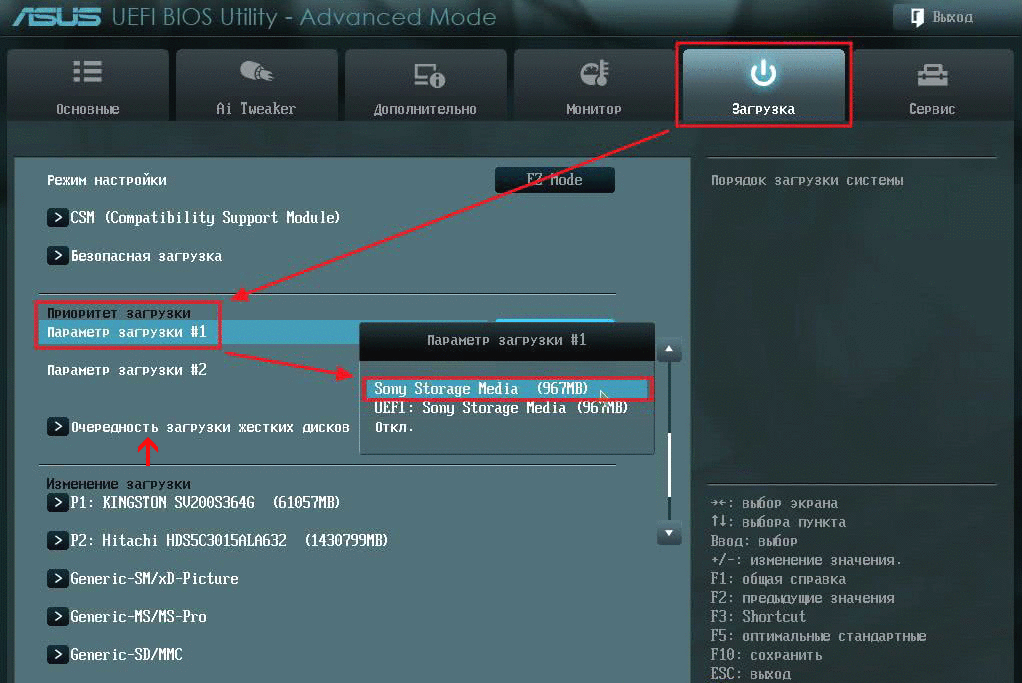 ASUS UEFI BIOS Utility - Advanced Mode
Выход
Основные
Ai Tweaker
Дополнительно
Монитор
Загрузка
Сервис
Режим настройки
EZ Mode
Порядок загрузки системы
CSM (Compatibility Support Module)
Безопасная загрузка
Приоритет загрузки
Параметр загрузки #1
Параметр загрузки #2
Параметр загрузки #1
Sony Storage Media (967MB)
UEFI: Sony Storage Media (967MB)
Откл.
Очередность загрузки жестких дисков
Изменение загрузки
P1: KINGSTON SV200S364G (61057MB)
P2: Hitachi HDS5C3015ALA632 (1430799MB)
Generic-SM/xD-Picture
Generic-MS/MS-Pro
Generic-SD/MMC
→←: выбор экрана
↑↓: выбора пункта
Ввод: выбор
+/-: изменение значения.
F1: общая справка
F2: предыдущие значения
F3: Shortcut
F5: оптимальные стандартные
F10: сохранить
ESC: выход